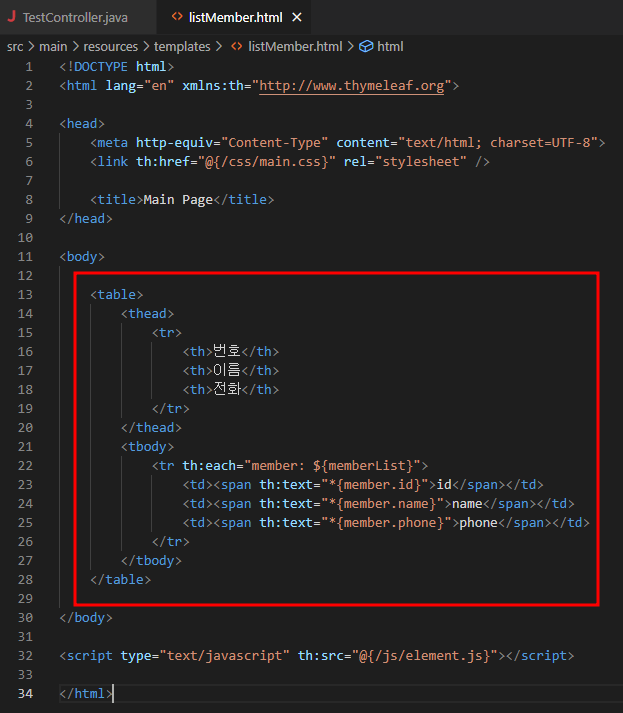 J TestController.java <> listMember.html ×
src > main > resources > templates > <> listMember.html > html
1 <!DOCTYPE html>
2 <html lang="en" xmlns:th="http://www.thymeleaf.org">
3
4 <head>
5     <meta http-equiv="Content-Type" content="text/html; charset=UTF-8">
6     <link th:href="@{/css/main.css}" rel="stylesheet" />
7
8     <title>Main Page</title>
9 </head>
10
11 <body>
12
13     <table>
14         <thead>
15             <tr>
16                 <th>번호</th>
17                 <th>이름</th>
18                 <th>전화</th>
19             </tr>
20         </thead>
21         <tbody>
22             <tr th:each="member: ${memberList}">
23                 <td><span th:text="*{member.id}">id</span></td>
24                 <td><span th:text="*{member.name}">name</span></td>
25                 <td><span th:text="*{member.phone}">phone</span></td>
26             </tr>
27         </tbody>
28     </table>
29
30 </body>
31
32 <script type="text/javascript" th:src="@{/js/element.js}"></script>
33
34 </html>